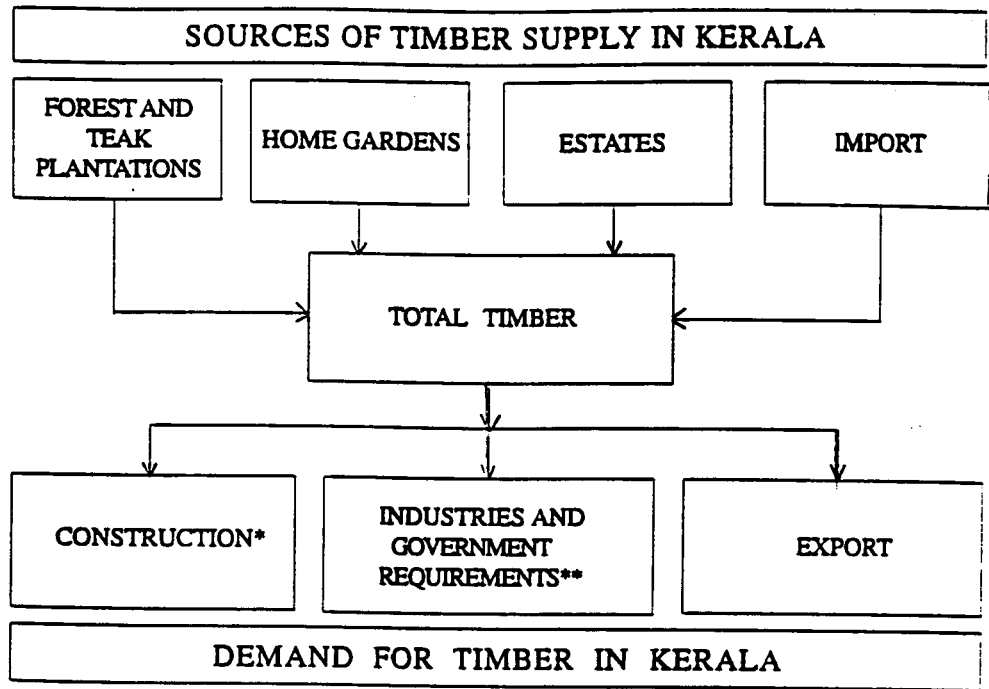 SOURCES OF TIMBER SUPPLY IN KERALA
FOREST AND
TEAK
PLANTATIONS
HOME GARDENS
ESTATES
IMPORT
TOTAL TIMBER
CONSTRUCTION*
INDUSTRIES AND
GOVERNMENT
REQUIREMENTS**
EXPORT
DEMAND FOR TIMBER IN KERALA